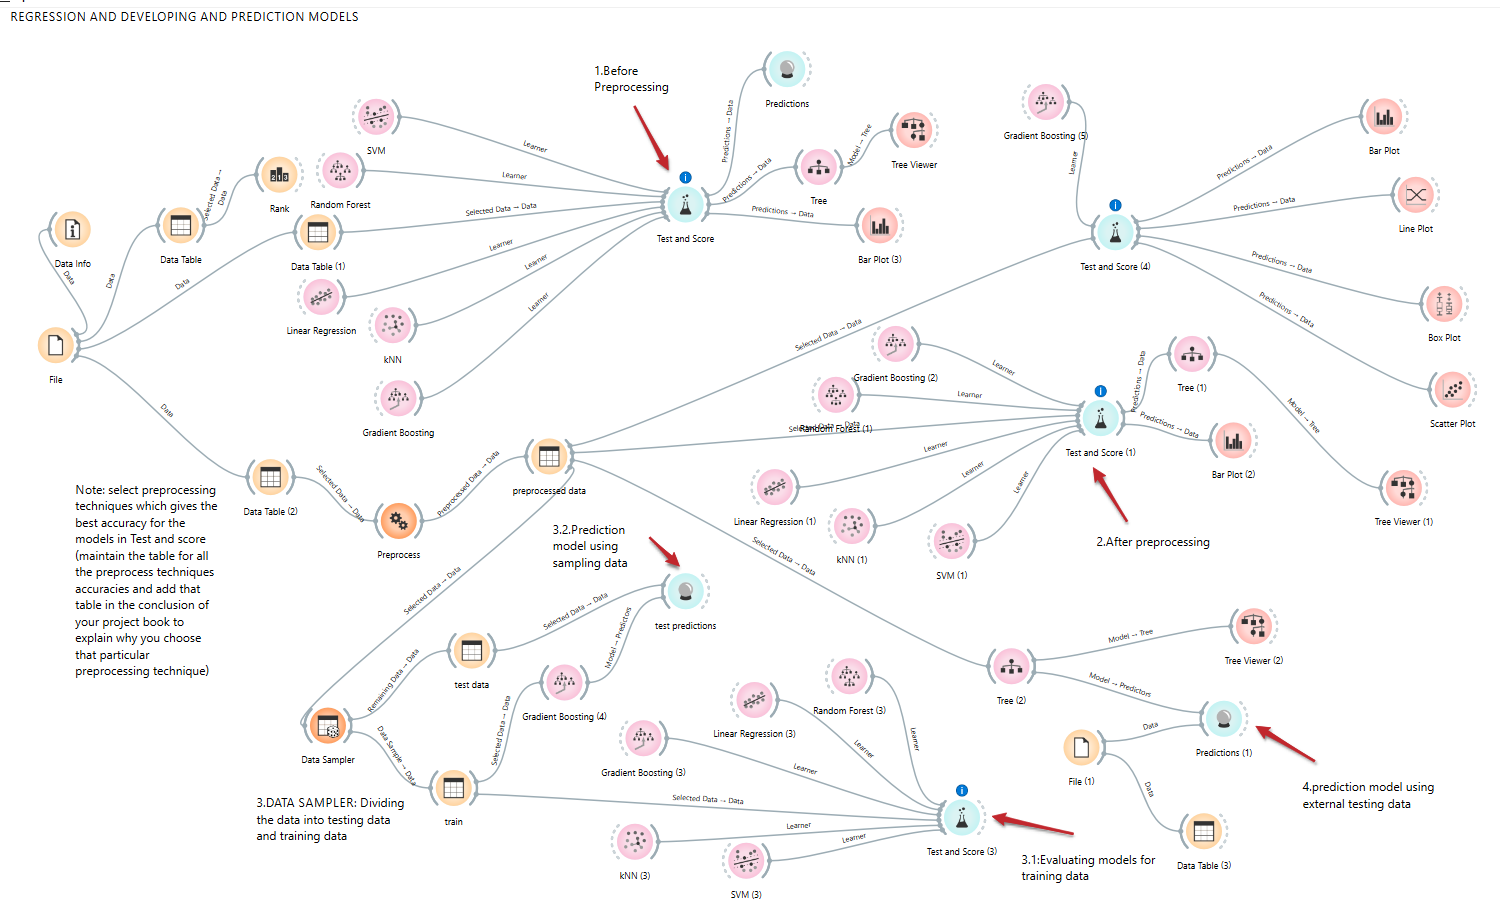 REGRESSION AND DEVELOPING AND PREDICTION MODELS
1.Before
Preprocessing
Predictions
Predictions → Data
SVM
Learner
Random Forest
Learner
Rank
Selected Data →
Data
Data Table
Data Info
Data
Data
Data
Data Table (1)
Selected Data → Data
Linear Regression
Learner
kNN
Learner
Gradient Boosting
Learner
Test and Score
Predictions → Data
Tree
Model → Tree
Tree Viewer
Predictions → Data
Bar Plot (3)
File
Data
Gradient Boosting (5)
Learner
Test and Score (4)
Predictions → Data
Bar Plot
Predictions → Data
Line Plot
Predictions → Data
Box Plot
Predictions → Data
Scatter Plot
Selected Data → Data
Gradient Boosting (2)
Learner
Random Forest (1)
Learner
Selected Data → Data
Linear Regression (1)
Learner
kNN (1)
Learner
SVM (1)
Learner
Test and Score (1)
Predictions → Data
Tree (1)
Model → Tree
Predictions → Data
Bar Plot (2)
Tree Viewer (1)
2.After preprocessing
Data Table (2)
Selected Data → Data
Preprocess
Preprocessed Data → Data
preprocessed data
Note: select preprocessing
techniques which gives the
best accuracy for the
models in Test and score
(maintain the table for all
the preprocess techniques
accuracies and add that
table in the conclusion of
your project book to
explain why you choose
that particular
preprocessing technique)
3.2.Prediction
model using
sampling data
Selected Data → Data
Selected Data → Data
test predictions
Selected Data → Data
Model → Predictors
test data
Remaining Data → Data
Gradient Boosting (4)
Selected Data → Data
Data Sampler
Data Sample → Data
train
3.DATA SAMPLER: Dividing
the data into testing data
and training data
Random Forest (3)
Learner
Linear Regression (3)
Learner
Gradient Boosting (3)
Learner
Selected Data → Data
kNN (3)
Learner
SVM (3)
Learner
Test and Score (3)
3.1:Evaluating models for
training data
Tree (2)
Model → Tree
Tree Viewer (2)
Model → Predictors
Predictions (1)
Data
File (1)
Data
Data Table (3)
4.prediction model using
external testing data